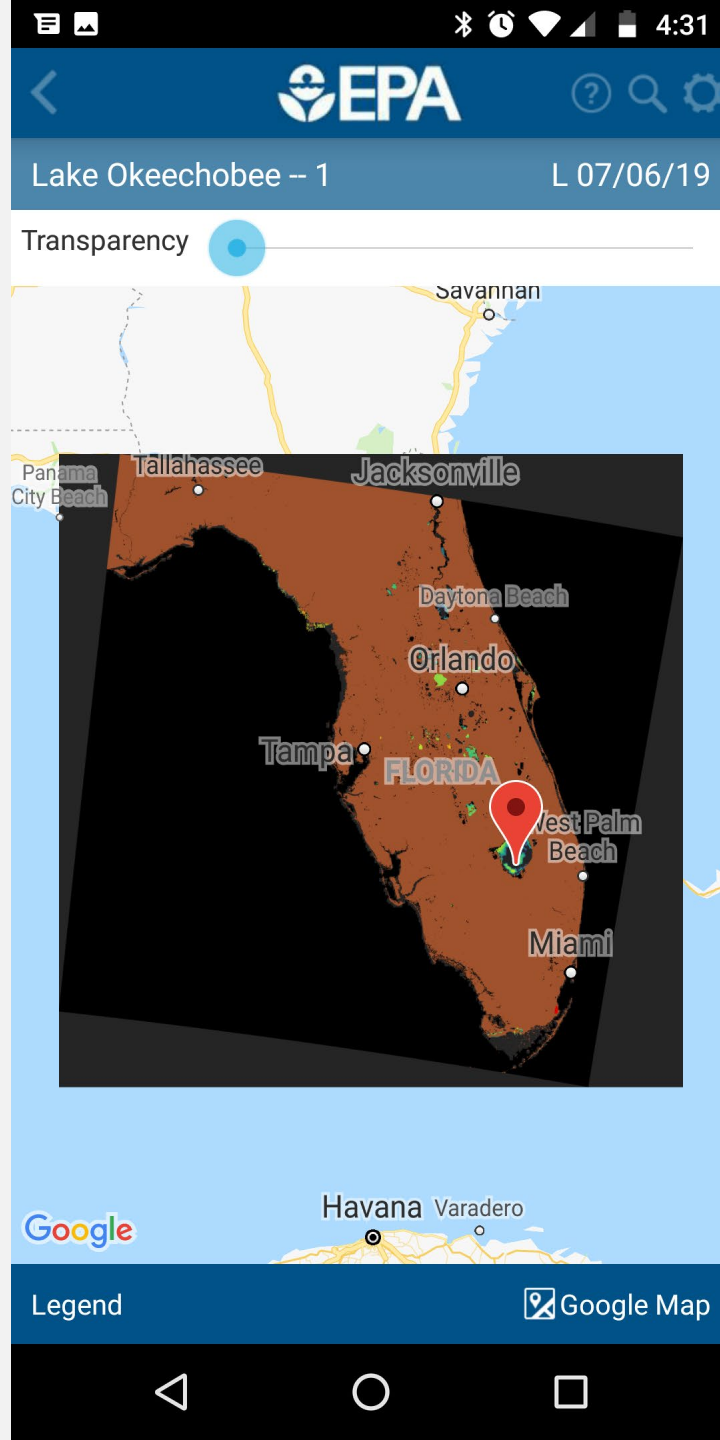 4:31
EPA
Lake Okeechobee -- 1
L 07/06/19
Transparency
Savannah
Tallahassee
Jacksonville
Panama
City Beach
Daytona Beach
Orlando
Tampa
FLORIDA
West Palm
Beach
Miami
Havana
Varadero
Google
Legend
Google Map